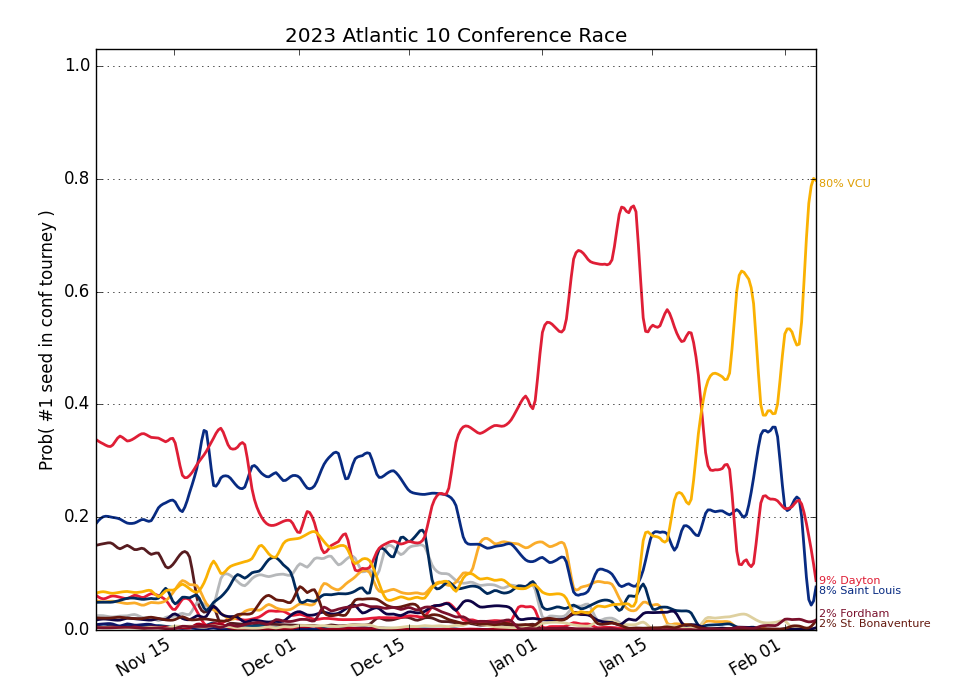 2023 Atlantic 10 Conference Race
Prob( #1 seed in conf tourney )
1.0
0.8
0.6
0.4
0.2
0.0
80% VCU
9% Dayton
8% Saint Louis
2% Fordham
2% St. Bonaventure
Nov 15
Dec 01
Dec 15
Jan 01
Jan 15
Feb 01